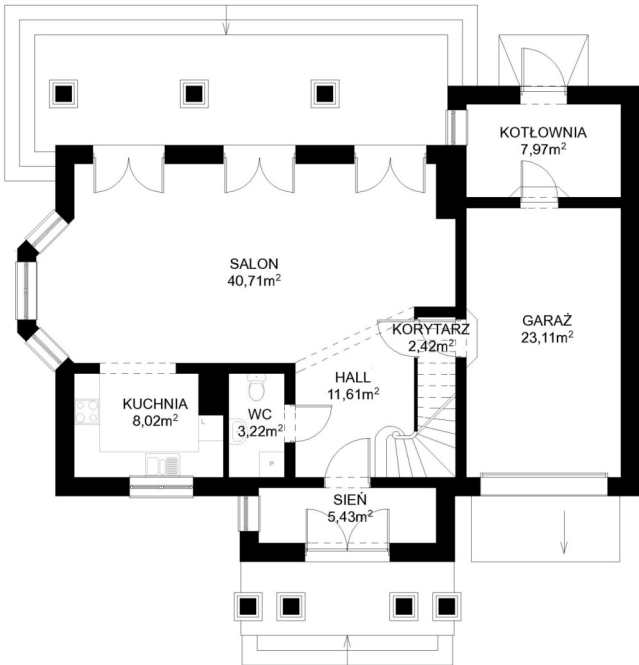 KOTŁOWNIA
7,97m²
SALON
40,71m²
GARAŻ
23,11m²
KORYTARZ
2,42m²
HALL
11,61m²
KUCHNIA
8,02m²
L
WC
3,22m²
P
SIEŃ
5,43m²